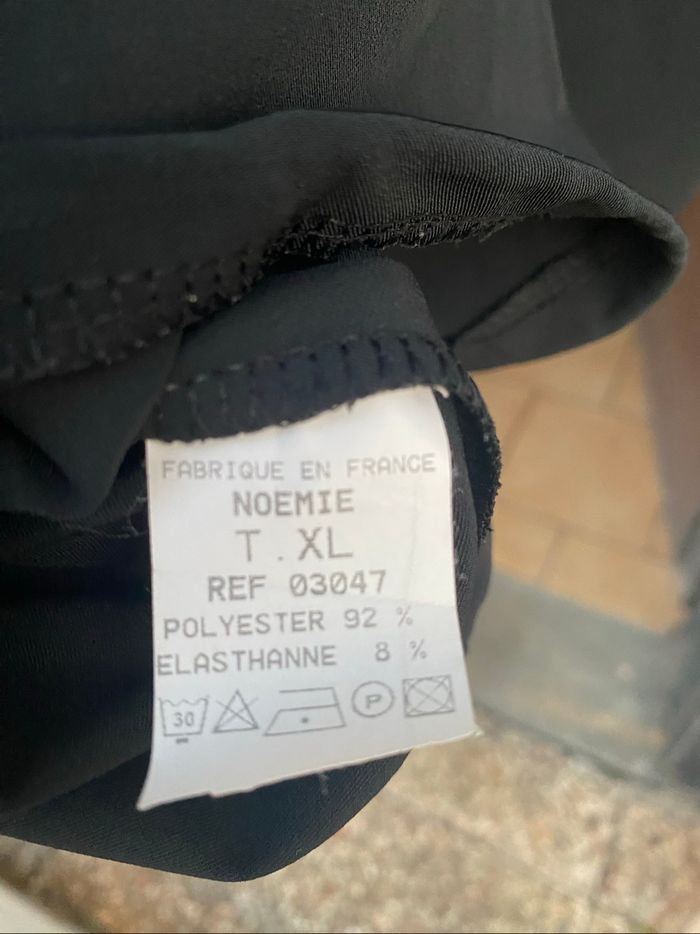 FABRIQUE EN FRANCE
NOEMIE
T . XL
REF 03047
POLYESTER 92 %
ELASTHANNE 8 %
30 P